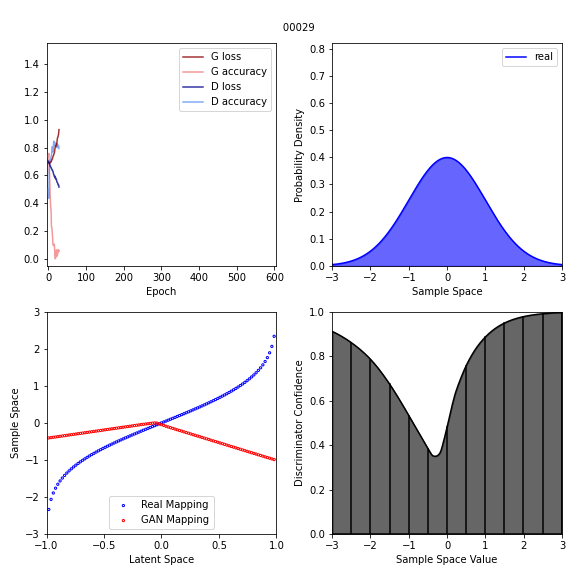 00029
G loss
G accuracy
D loss
D accuracy
1.4
1.2
1.0
0.8
0.6
0.4
0.2
0.0
0 100 200 300 400 500 600
Epoch
real
Probability Density
0.8
0.7
0.6
0.5
0.4
0.3
0.2
0.1
0.0
−3 −2 −1 0 1 2 3
Sample Space
Sample Space
3
2
1
0
−1
−2
−3
Real Mapping
GAN Mapping
−1.0 −0.5 0.0 0.5 1.0
Latent Space
Discriminator Confidence
1.0
0.8
0.6
0.4
0.2
0.0
−3 −2 −1 0 1 2 3
Sample Space Value